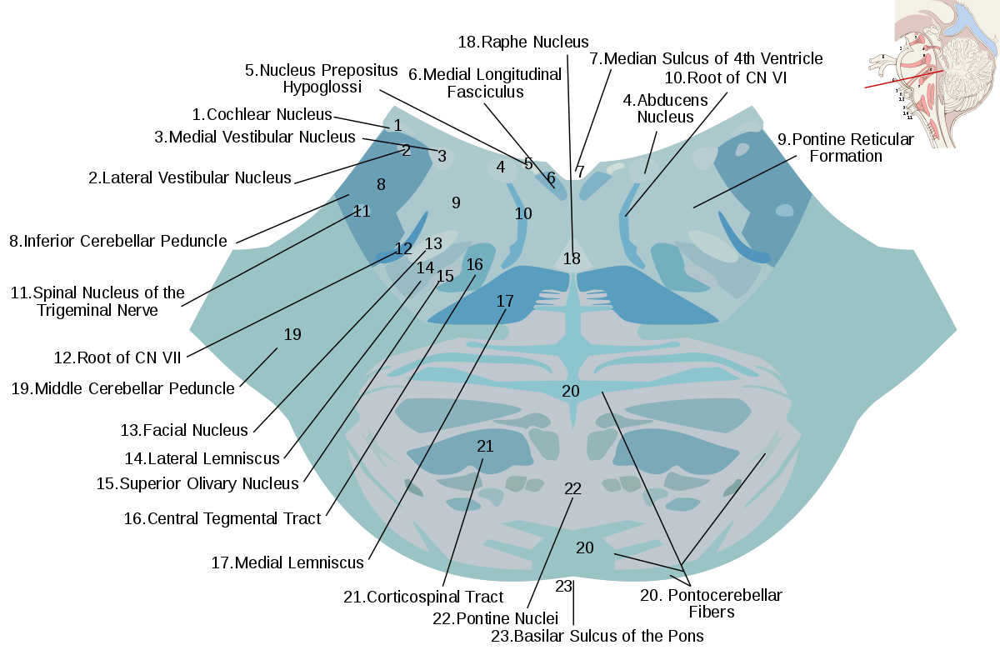 18.Raphe Nucleus
7.Median Sulcus of 4th Ventricle
5.Nucleus Prepositus
Hypoglossi
6.Medial Longitudinal
Fasciculus
10.Root of CN VI
4.Abducens
Nucleus
1.Cochlear Nucleus
3.Medial Vestibular Nucleus
9.Pontine Reticular
Formation
2.Lateral Vestibular Nucleus
8.Inferior Cerebellar Peduncle
11.Spinal Nucleus of the
Trigeminal Nerve
12.Root of CN VII
19.Middle Cerebellar Peduncle
13.Facial Nucleus
14.Lateral Lemniscus
15.Superior Olivary Nucleus
16.Central Tegmental Tract
17.Medial Lemniscus
21.Corticospinal Tract
22.Pontine Nuclei
23.Basilar Sulcus of the Pons
20. Pontocerebellar
Fibers
1
2
3
4
5
6
7
8
9
10
11
12
13
14
15
16
17
18
19
20
21
22
20
23